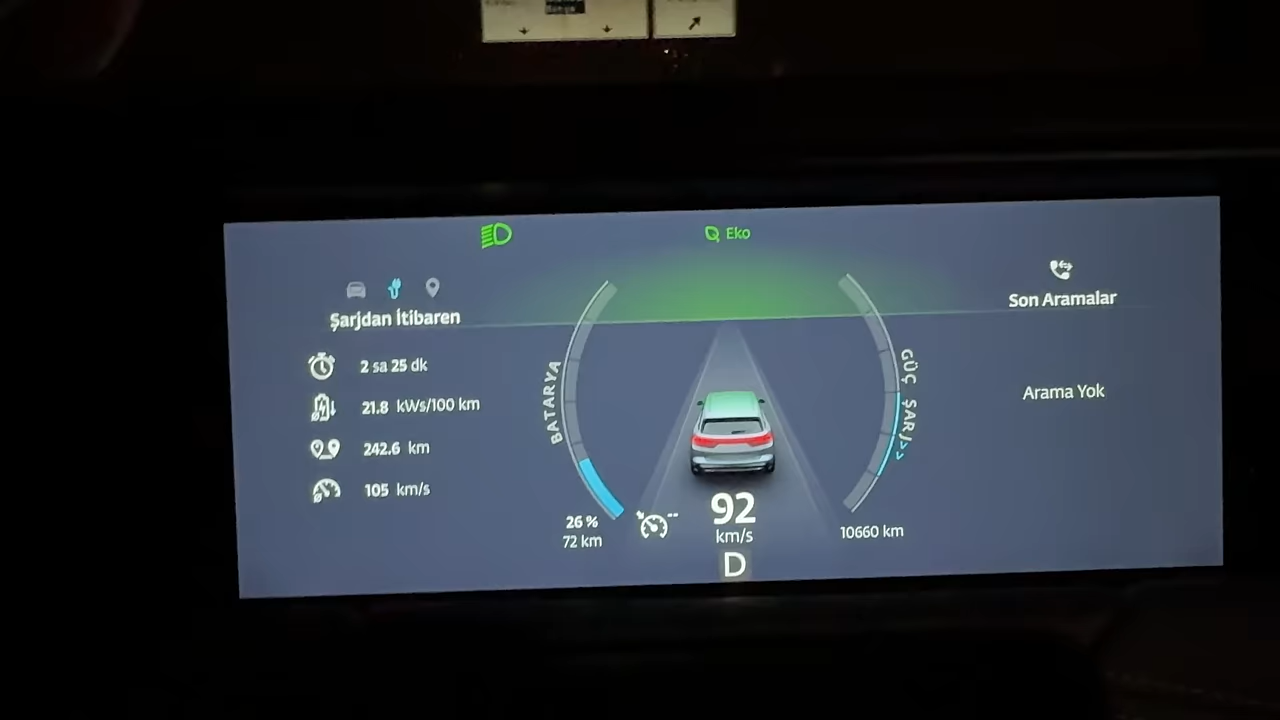 Eko
Şarjdan İtibaren
2 sa 25 dk
21.8 kWs/100 km
242.6 km
105 km/s
BATARYA
26 %
72 km
92
km/s
D
GÜÇ
ŞARJ>>
10660 km
Son Aramalar
Arama Yok